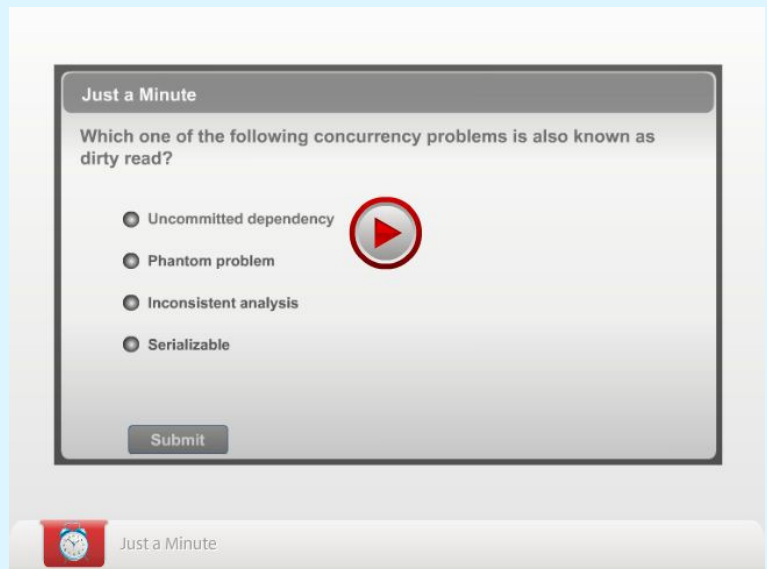 Just a Minute
Which one of the following concurrency problems is also known as
dirty read?
Uncommitted dependency
Phantom problem
Inconsistent analysis
Serializable
Submit
Just a Minute